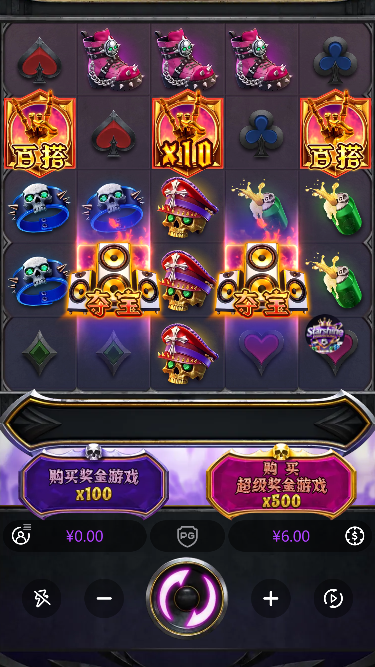 百搭
x10
百搭
夺宝
夺宝
Starshine
购买奖金游戏
x100
购 买
超级奖金游戏
x500
¥0.00
PG
¥6.00